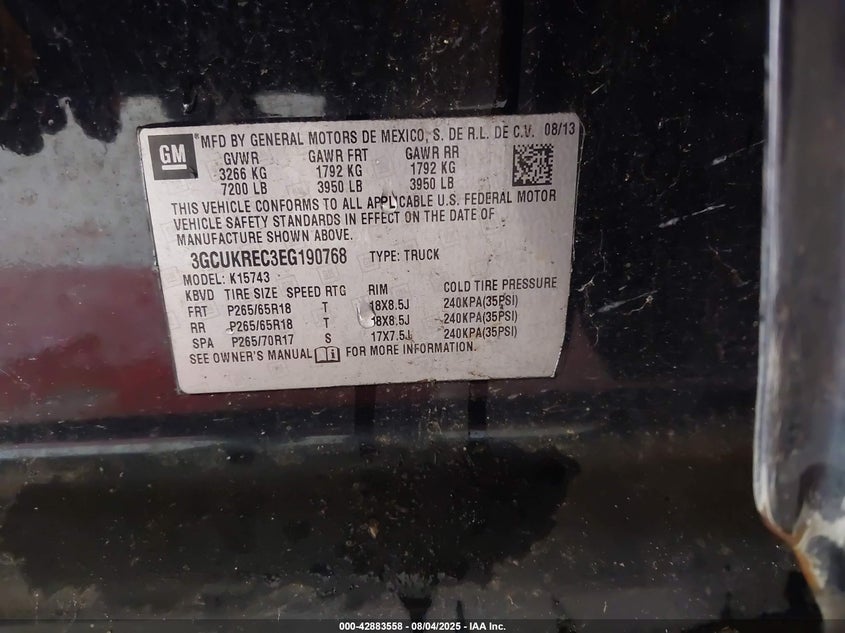 GM
*MFD BY GENERAL MOTORS DE MEXICO, S. DE R.L. DE C.V. 08/13
GVWR GAWR FRT GAWR RR
3266 KG 1792 KG 1792 KG
7200 LB 3950 LB 3950 LB
THIS VEHICLE CONFORMS TO ALL APPLICABLE U.S. FEDERAL MOTOR
VEHICLE SAFETY STANDARDS IN EFFECT ON THE DATE OF
MANUFACTURE SHOWN ABOVE.
3GCUKREC3EG190768 TYPE: TRUCK
MODEL: K15743
KBVD TIRE SIZE SPEED RTG RIM COLD TIRE PRESSURE
FRT P265/65R18 T 18X8.5J 240KPA(35PSI)
RR P265/65R18 T 18X8.5J 240KPA(35PSI)
SPA P265/70R17 S 17X7.5J 240KPA(35PSI)
SEE OWNER'S MANUAL FOR MORE INFORMATION.
000-42883558 - 08/04/2025 - IAA Inc.